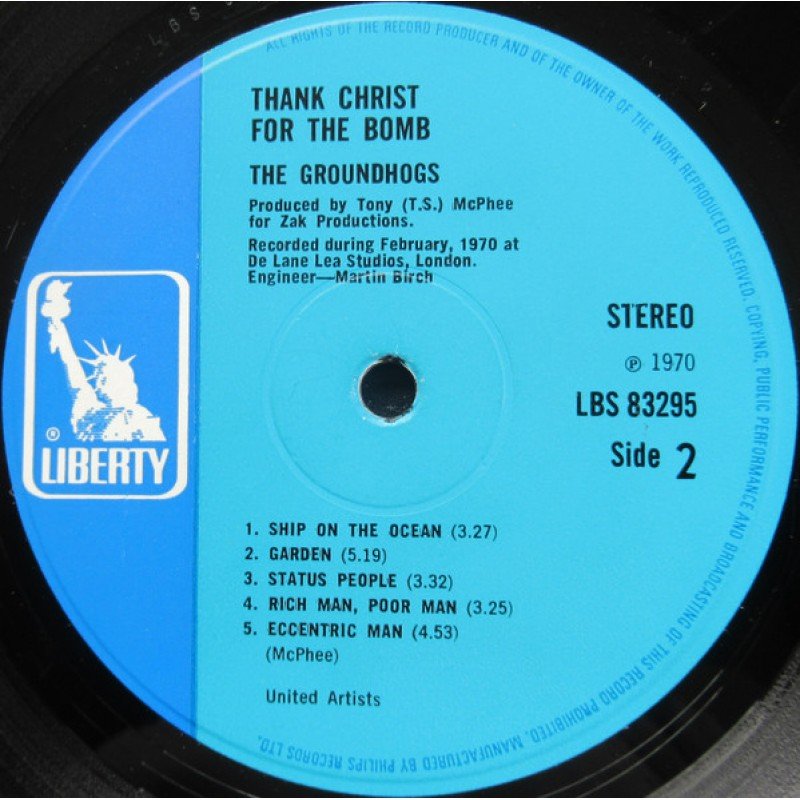 LBS
ALL RIGHTS OF THE RECORD PRODUCER AND OF THE OWNER OF THE WORK REPRODUCED RESERVED. COPYING, PUBLIC PERFORMANCE AND BROADCASTING OF THIS RECORD PROHIBITED. MANUFACTURED BY PHILIPS RECORDS LTD.
THANK CHRIST
FOR THE BOMB
THE GROUNDHOGS
Produced by Tony (T.S.) McPhee
for Zak Productions.
Recorded during February, 1970 at
De Lane Lea Studios, London.
Engineer—Martin Birch
STEREO
℗ 1970
LBS 83295
Side 2
®
LIBERTY
1. SHIP ON THE OCEAN (3.27)
2. GARDEN (5.19)
3. STATUS PEOPLE (3.32)
4. RICH MAN, POOR MAN (3.25)
5. ECCENTRIC MAN (4.53)
(McPhee)
United Artists